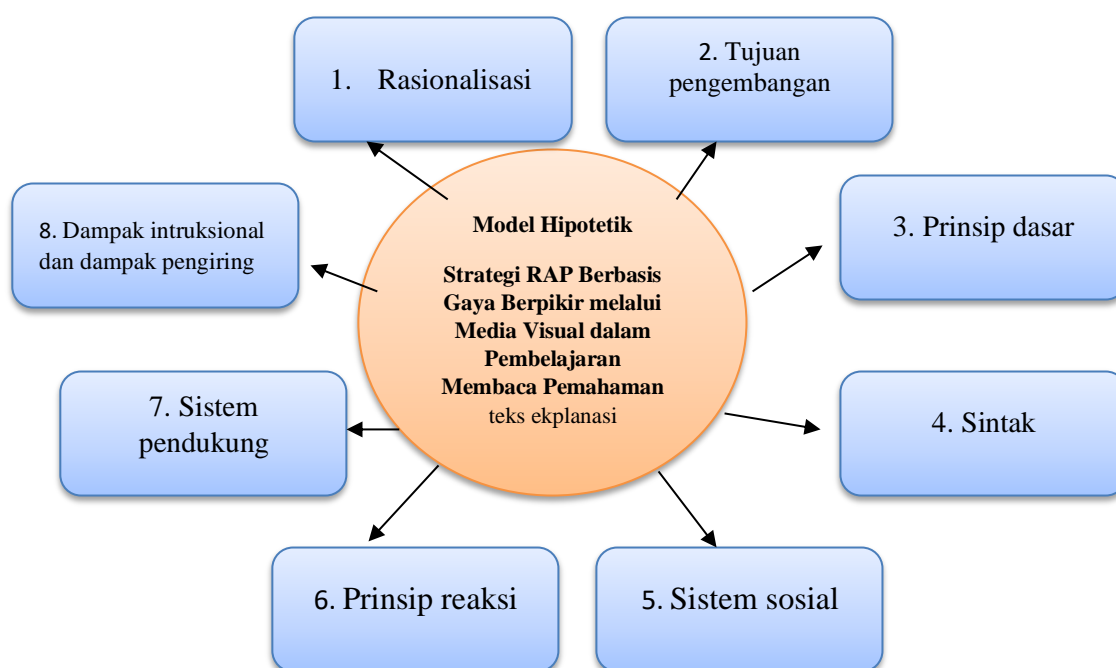 1. Rasionalisasi
2. Tujuan
pengembangan
3. Prinsip dasar
4. Sintak
5. Sistem sosial
6. Prinsip reaksi
7. Sistem
pendukung
8. Dampak intruksional
dan dampak pengiring
Model Hipotetik
Strategi RAP Berbasis
Gaya Berpikir melalui
Media Visual dalam
Pembelajaran
Membaca Pemahaman
teks ekplanasi